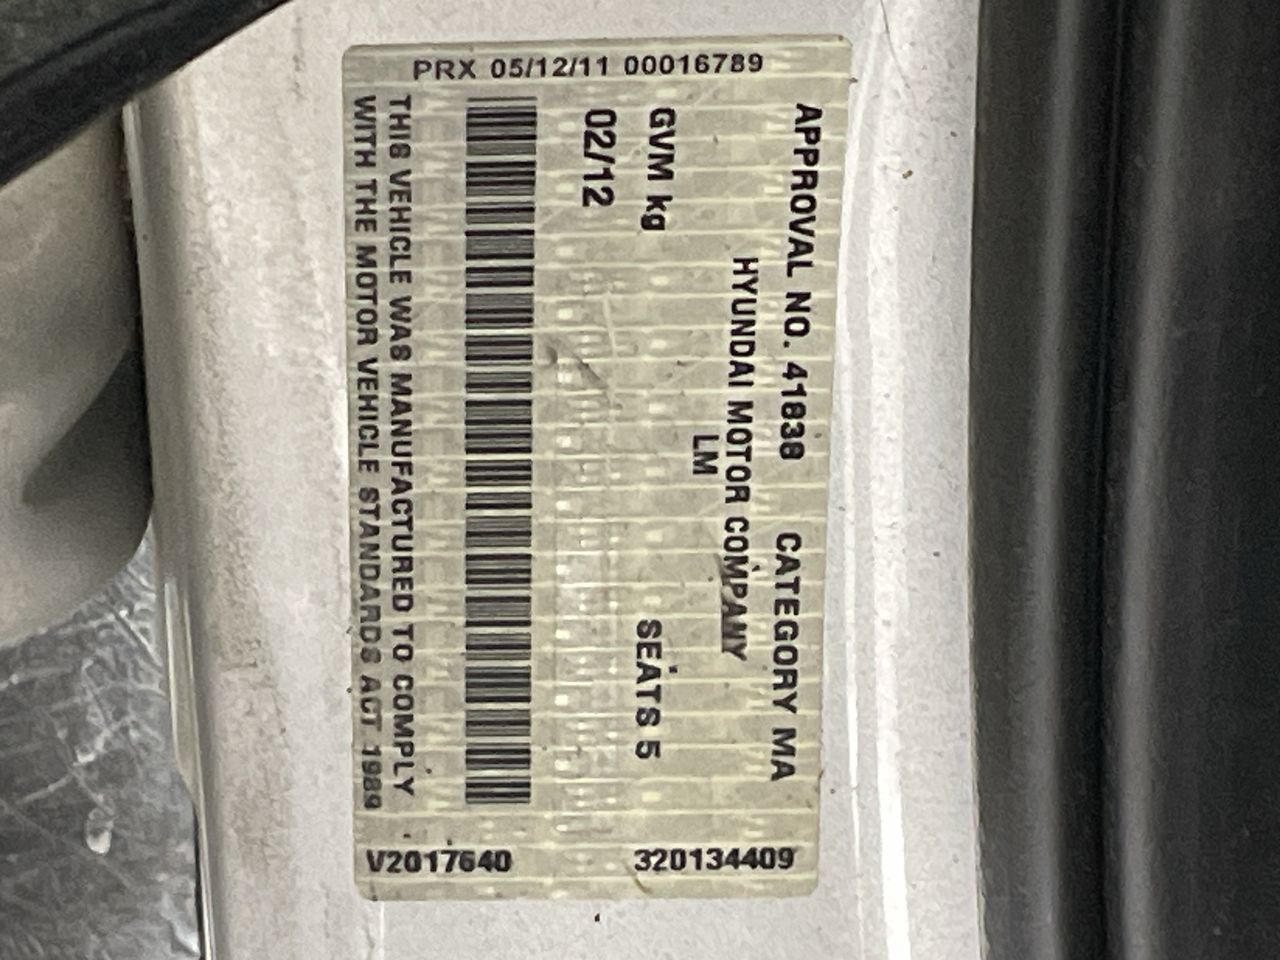 PRX 05/12/11 00016789
APPROVAL NO. 41838 CATEGORY MA
HYUNDAI MOTOR COMPANY
LM
GVM kg SEATS 5
02/12
THIS VEHICLE WAS MANUFACTURED TO COMPLY
WITH THE MOTOR VEHICLE STANDARDS ACT 1989
V2017640 320134409